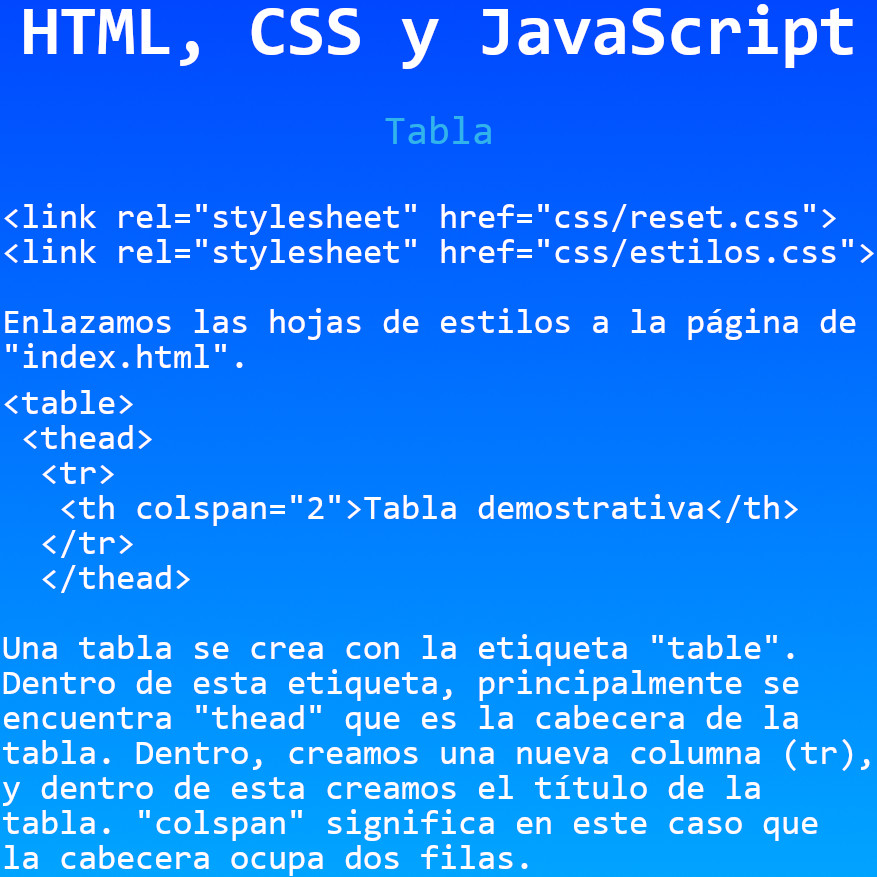 HTML, CSS y JavaScript
Tabla
<link rel="stylesheet" href="css/reset.css">
<link rel="stylesheet" href="css/estilos.css">
Enlazamos las hojas de estilos a la página de
"index.html".
<table>
<thead>
<tr>
<th colspan="2">Tabla demostrativa</th>
</tr>
</thead>
Una tabla se crea con la etiqueta "table".
Dentro de esta etiqueta, principalmente se
encuentra "thead" que es la cabecera de la
tabla. Dentro, creamos una nueva columna (tr),
y dentro de esta creamos el título de la
tabla. "colspan" significa en este caso que
la cabecera ocupa dos filas.